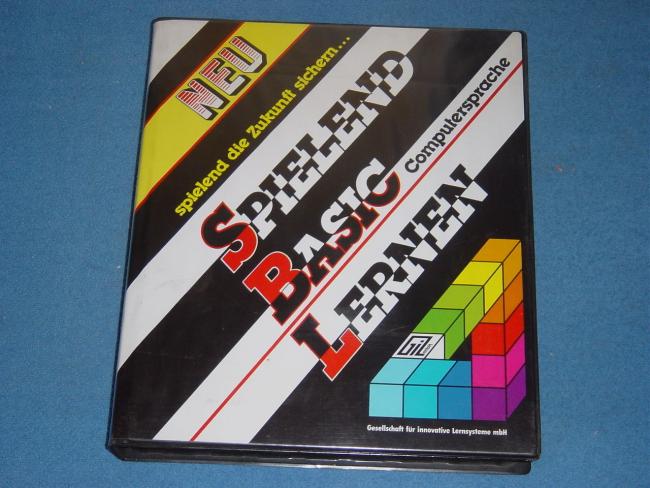 NEU
spielend die Zukunft sichern...
SPIELEND
BASIC
Computersprache
LERNEN
GiL
Gesellschaft für innovative Lernsysteme mbH